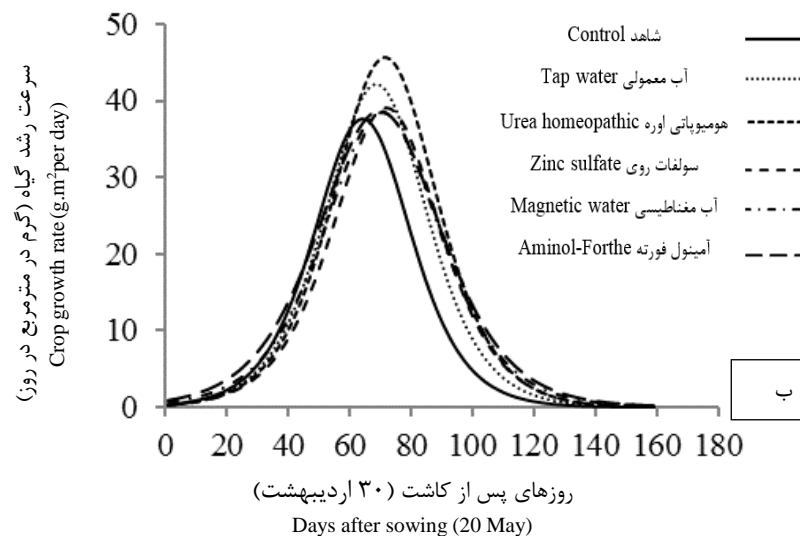 سرعت رشد گیاه (گرم در مترمربع در روز)
Crop growth rate (g.m²per day)
50
40
30
20
10
0
0 20 40 60 80 100 120 140 160 180
شاهد Control
آب معمولی Tap water
هومیوپاتی اوره Urea homeopathic
سولفات روی Zinc sulfate
آب مغناطیسی Magnetic water
آمینول فورته Aminol-Forthe
ب
روزهای پس از کاشت (۳۰ اردیبهشت)
Days after sowing (20 May)